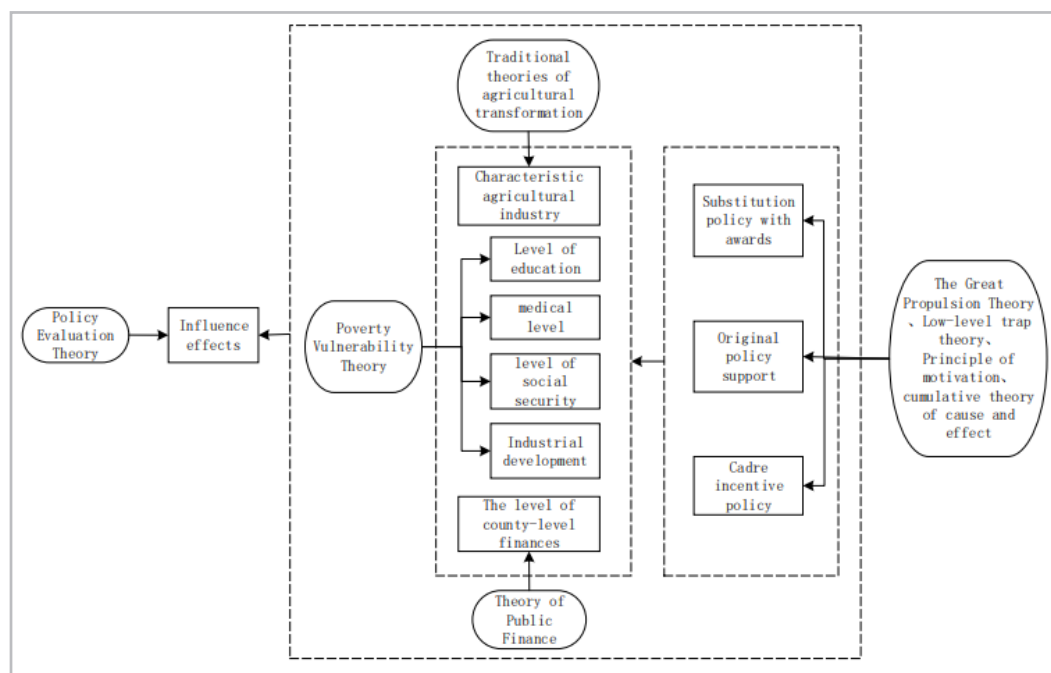 Traditional
theories of
agricultural
transformation
Characteristic
agricultural
industry
Level of
education
medical
level
level of
social
security
Industrial
development
The level of
county-level
finances
Theory of
Public
Finance
Policy
Evaluation
Theory
Influence
effects
Poverty
Vulnerability
Theory
Substitution
policy with
awards
Original
policy
support
Cadre
incentive
policy
The Great
Propulsion Theory
、Low-level trap
theory、
Principle of
motivation、
cumulative theory
of cause and
effect